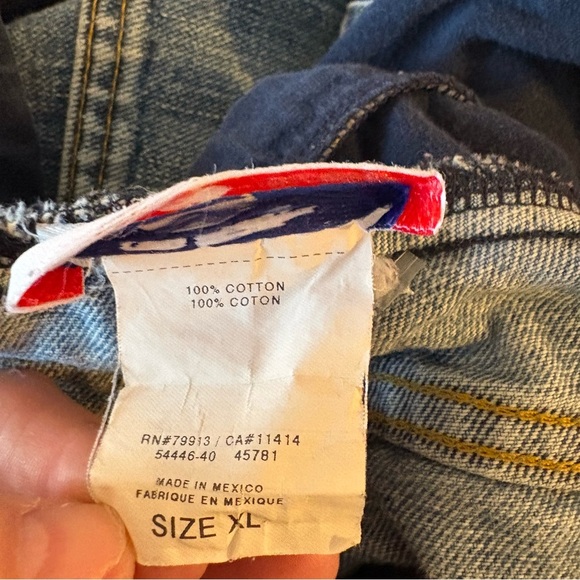 100% COTTON
100% COTON
RN#79913 / CA#11414
54446-40 45781
MADE IN MEXICO
FABRIQUE EN MEXIQUE
SIZE XL